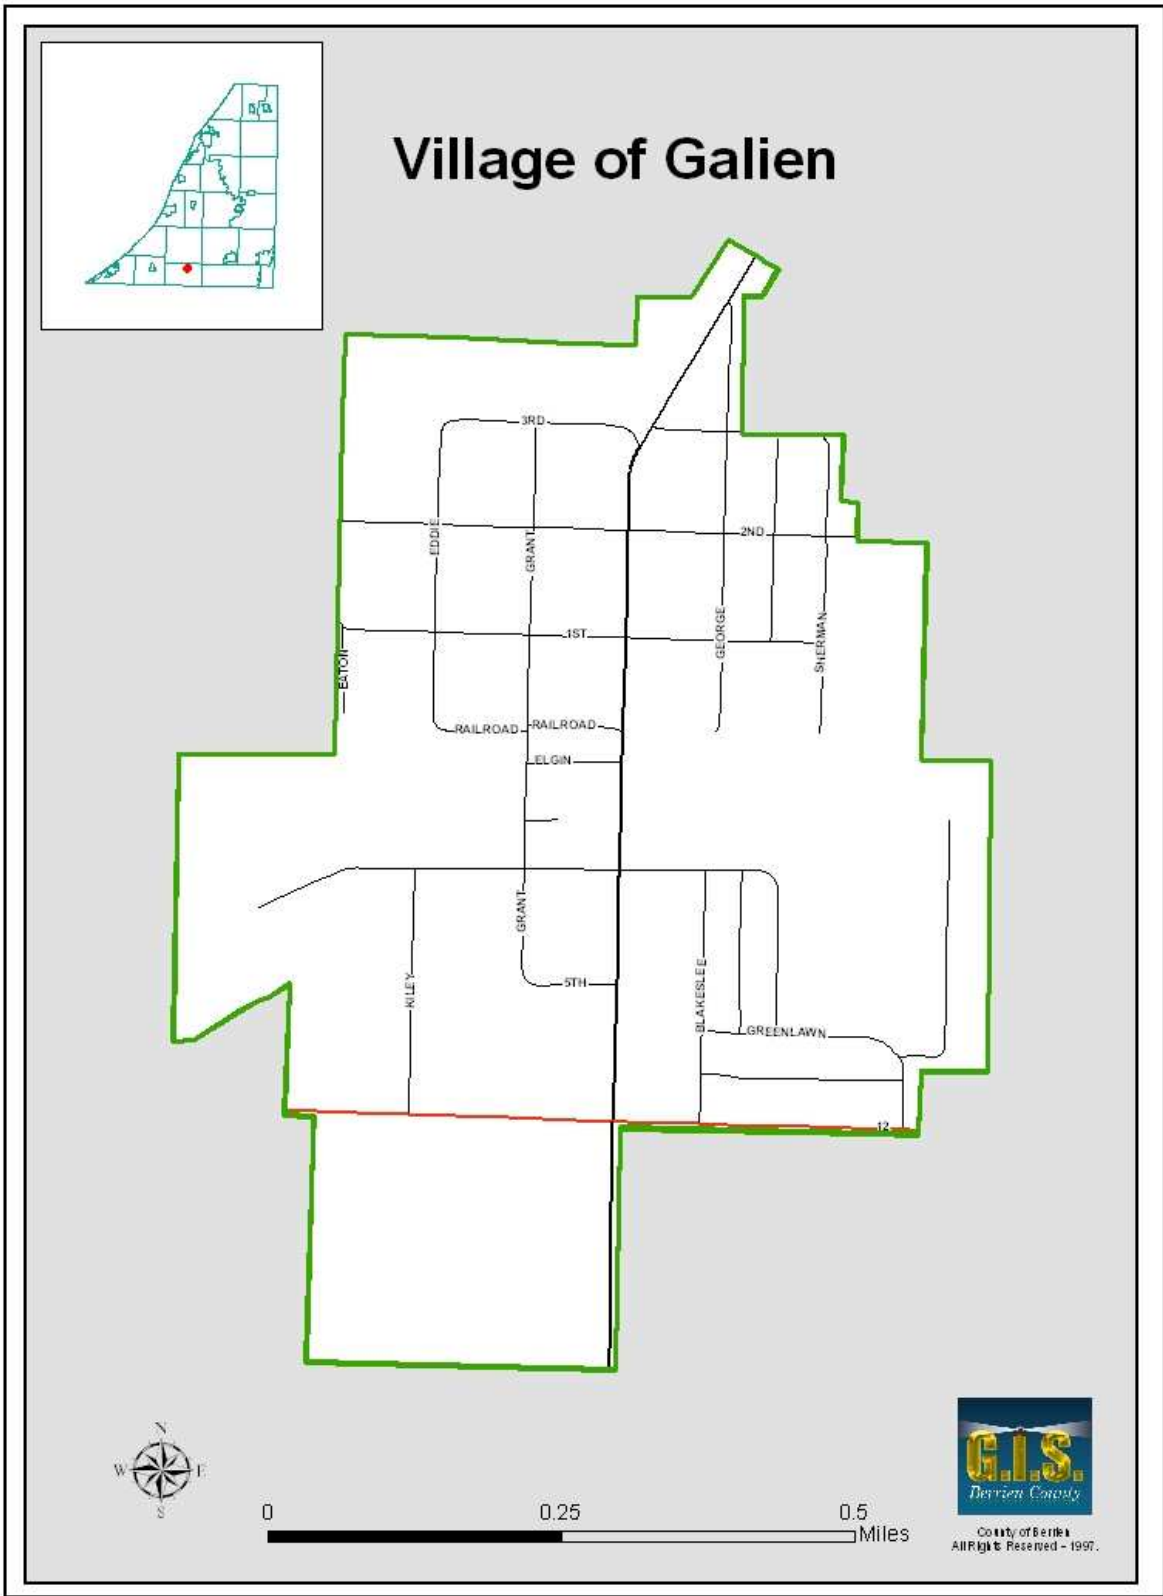 Village of Galien
3RD
EDDIE
GRANT
2ND
1ST
GEORGE
SHERMAN
EATON
RAILROAD
RAILROAD
ELGIN
GRANT
KILEY
5TH
BLAKESLEE
GREENLAWN
12
N
W E
S
0 0.25 0.5
Miles
G.I.S.
Berrien County
County of Berrien
All Rights Reserved - 1997.